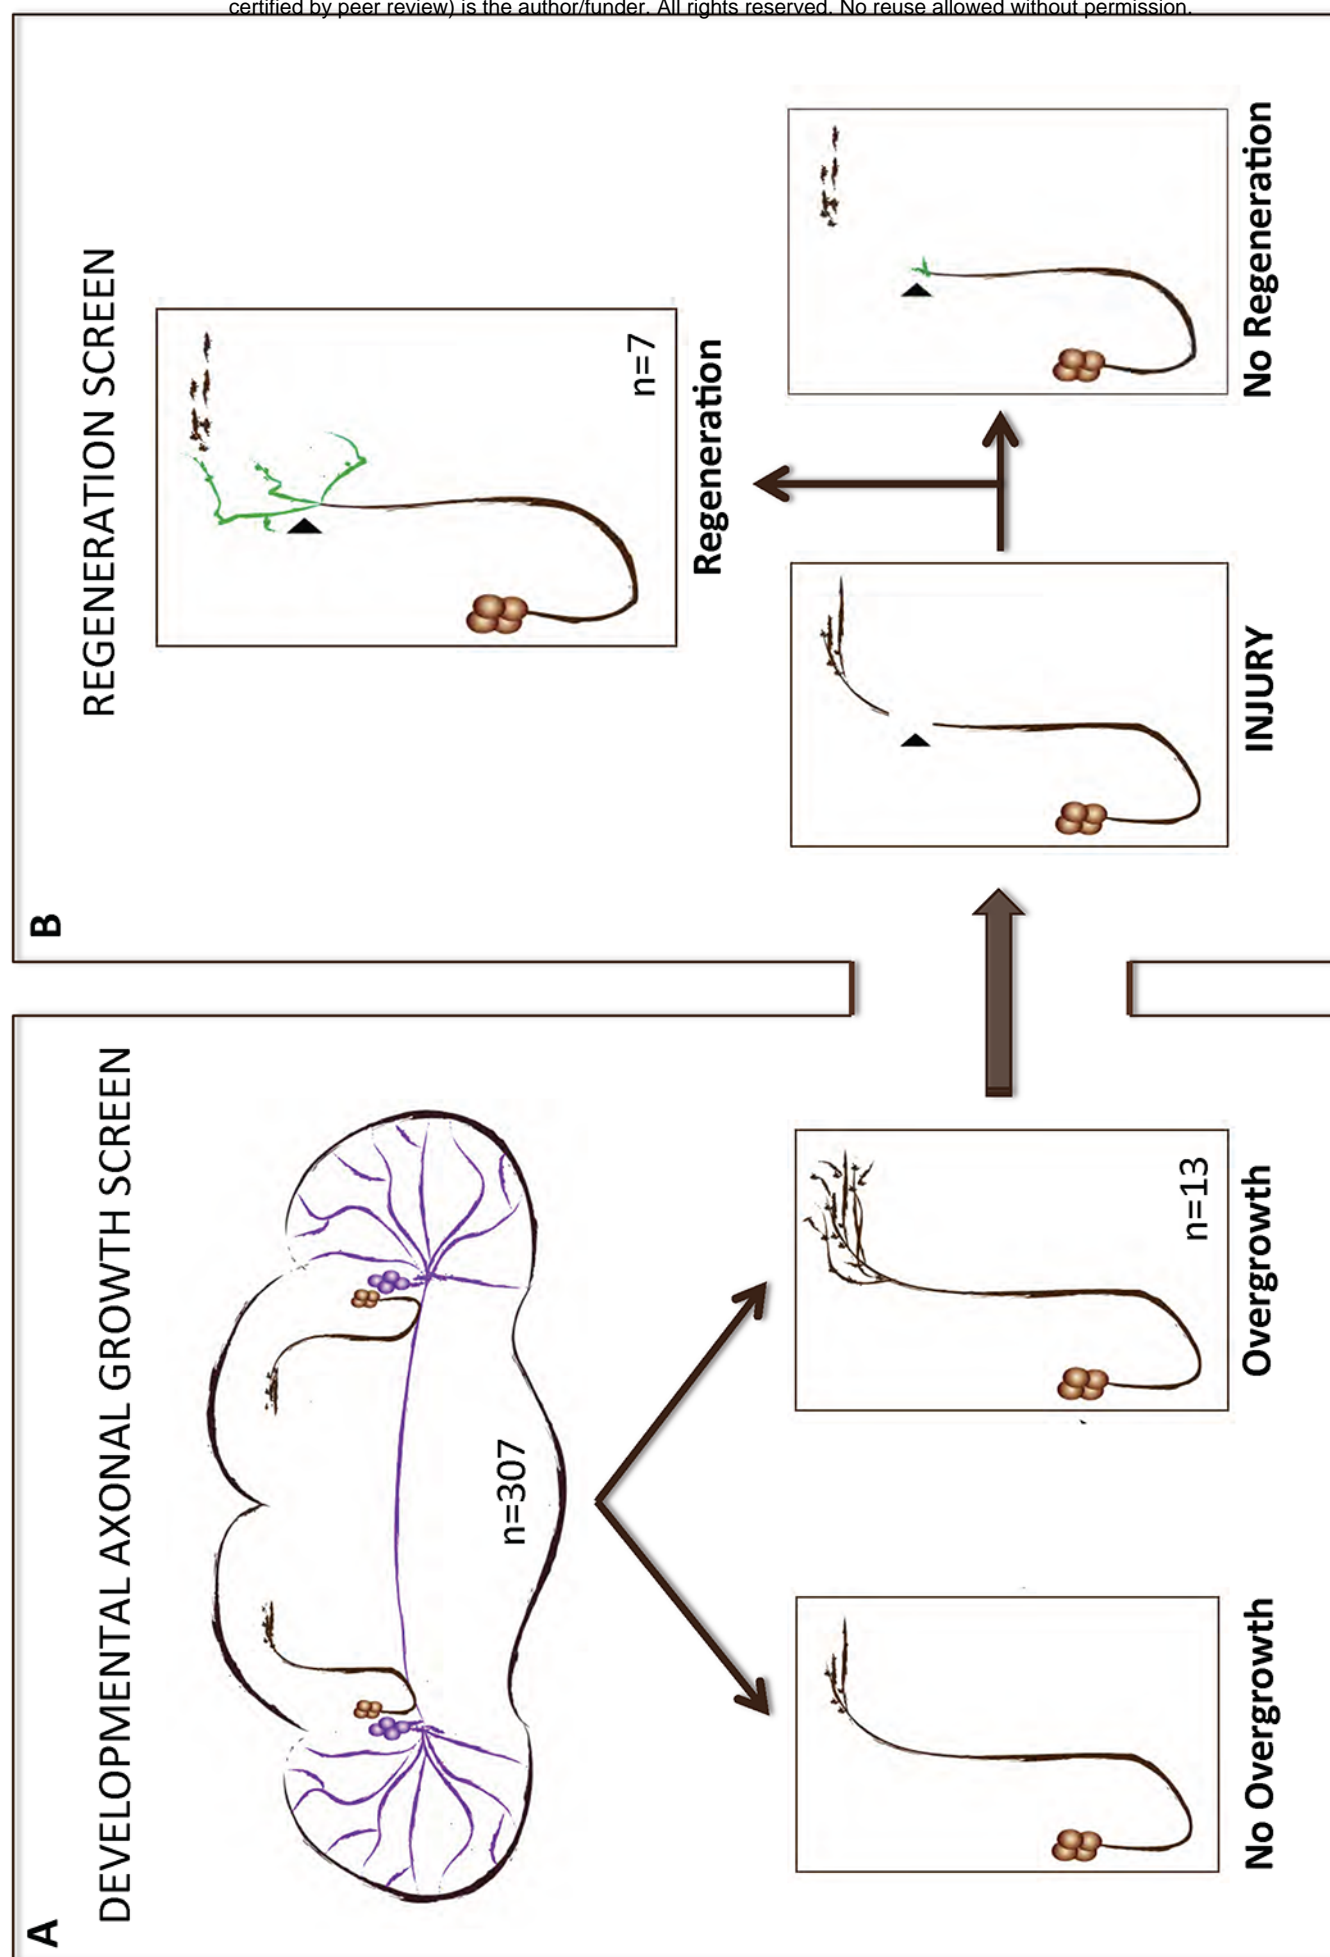 certified by peer review) is the author/funder. All rights reserved. No reuse allowed without permission.
A
DEVELOPMENTAL AXONAL GROWTH SCREEN
n=307
No Overgrowth
n=13
Overgrowth
B
REGENERATION SCREEN
n=7
Regeneration
INJURY
No Regeneration